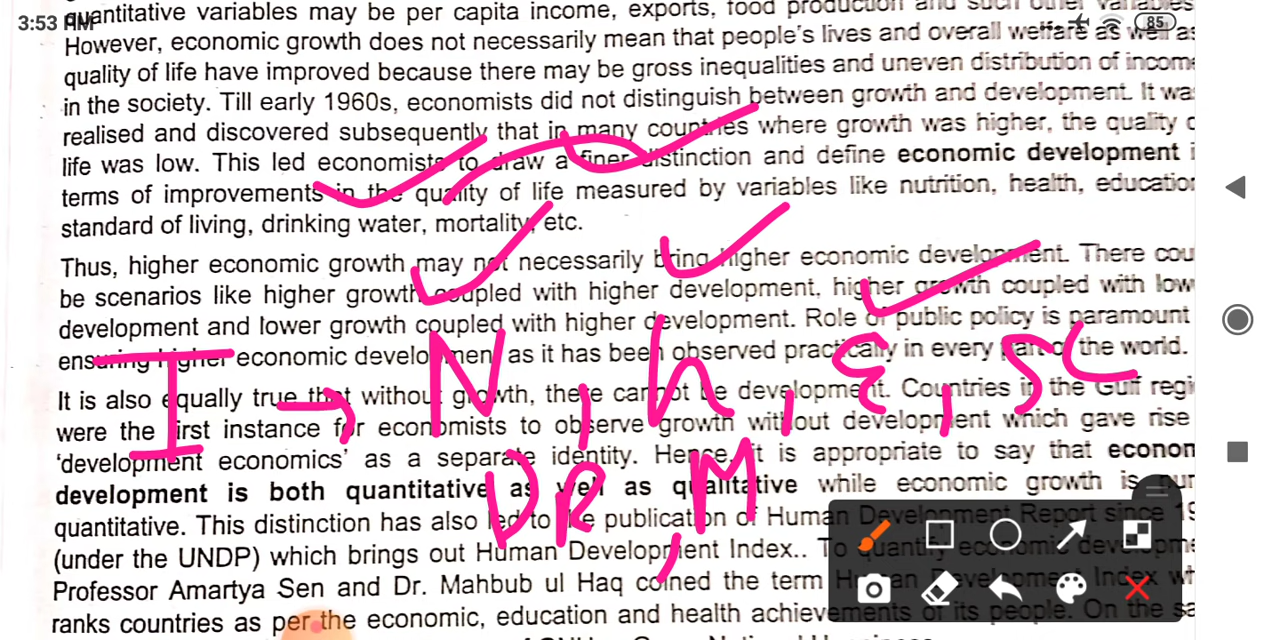 quantitative variables may be per capita income, exports, food production and such other variables
3:53 AM 85
However, economic growth does not necessarily mean that people's lives and overall welfare as well as
quality of life have improved because there may be gross inequalities and uneven distribution of income
in the society. Till early 1960s, economists did not distinguish between growth and development. It was
realised and discovered subsequently that in many countries where growth was higher, the quality
life was low. This led economists to draw a finer distinction and define economic development
terms of improvements in the quality of life measured by variables like nutrition, health, education
standard of living, drinking water, mortality, etc.
Thus, higher economic growth may not necessarily bring higher economic development. There cou
be scenarios like higher growth coupled with higher development, higher growth coupled with low
development and lower growth coupled with higher development. Role of public policy is paramount
ensuring higher economic development as it has been observed practically in every part of the world.
I → N, h, E, SC
It is also equally true that without growth, there cannot be development. Countries in the Gulf regi
were the first instance for economists to observe growth without development which gave rise
'development economics' as a separate identity. Hence, it is appropriate to say that econom
DR, M
development is both quantitative as well as qualitative while economic growth is pur
quantitative. This distinction has also led to the publication of Human Development Report since 19
(under the UNDP) which brings out Human Development Index.. To quantify economic developme
Professor Amartya Sen and Dr. Mahbub ul Haq coined the term Human Development Index wh
ranks countries as per the economic, education and health achievements of its people. On the sa